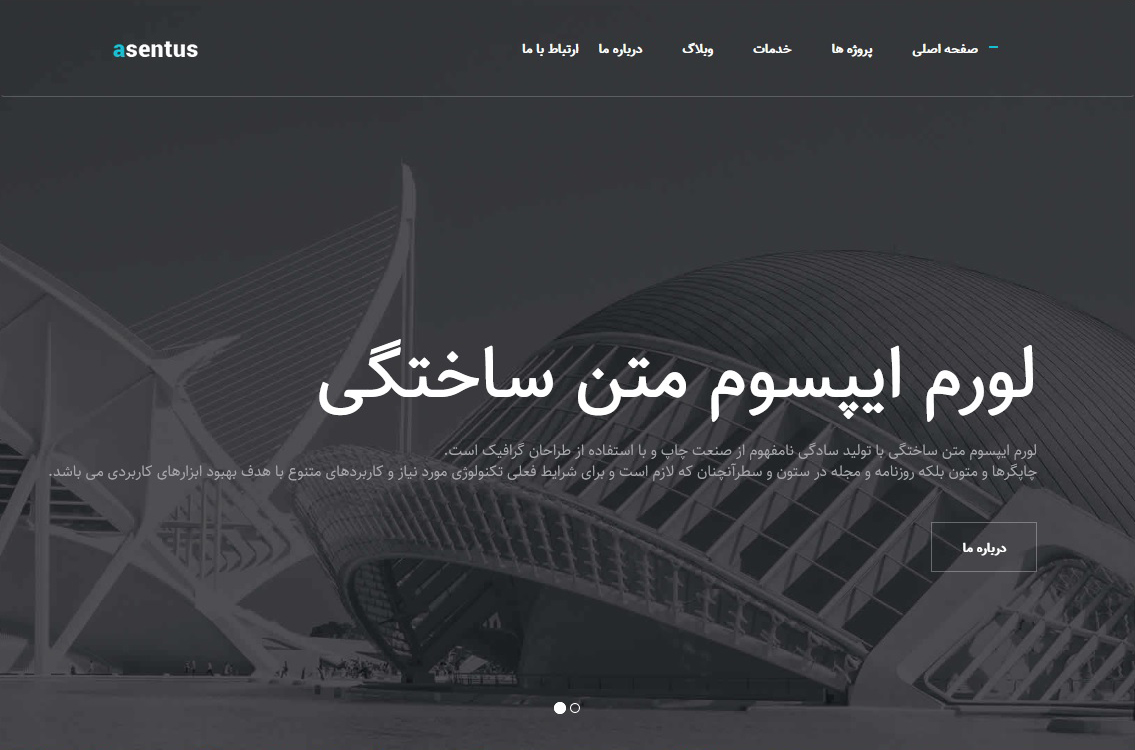 asentus
صفحه اصلی
پروژه ها
خدمات
وبلاگ
درباره ما
ارتباط با ما
لورم ایپسوم متن ساختگی
لورم ایپسوم متن ساختگی با تولید سادگی نامفهوم از صنعت چاپ و با استفاده از طراحان گرافیک است.
چاپگرها و متون بلکه روزنامه و مجله در ستون و سطرآنچنان که لازم است و برای شرایط فعلی تکنولوژی مورد نیاز و کاربردهای متنوع با هدف بهبود ابزارهای کاربردی می باشد.
درباره ما